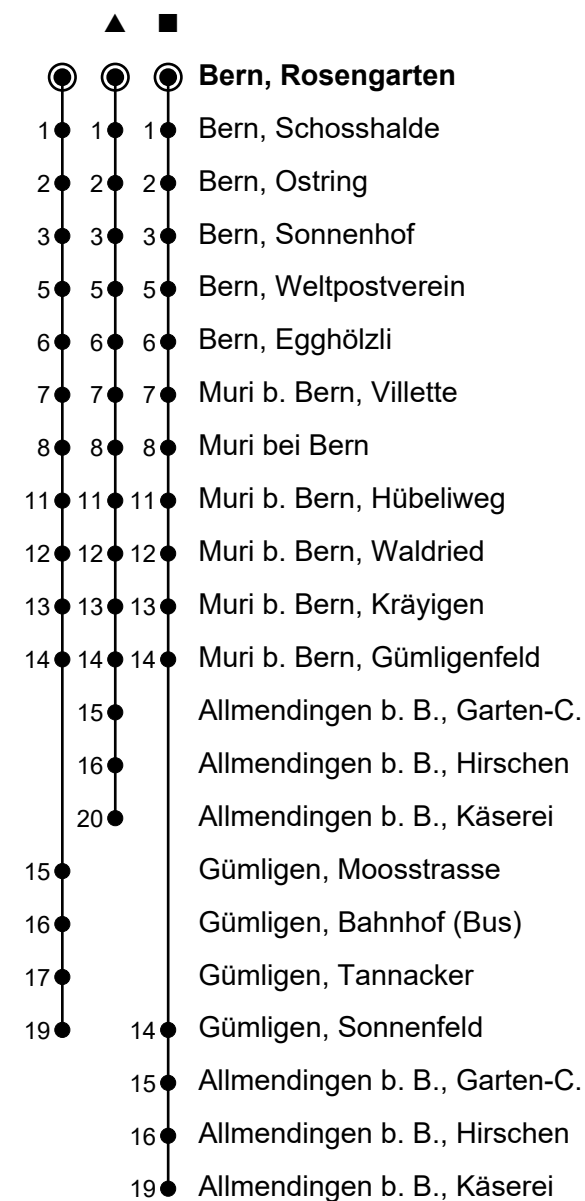 ▲ ■
Bern, Rosengarten
1 1 1 Bern, Schosshalde
2 2 2 Bern, Ostring
3 3 3 Bern, Sonnenhof
5 5 5 Bern, Weltpostverein
6 6 6 Bern, Egghölzli
7 7 7 Muri b. Bern, Villette
8 8 8 Muri bei Bern
11 11 11 Muri b. Bern, Hübeliweg
12 12 12 Muri b. Bern, Waldried
13 13 13 Muri b. Bern, Kräyigen
14 14 14 Muri b. Bern, Gümligenfeld
15 Allmendingen b. B., Garten-C.
16 Allmendingen b. B., Hirschen
20 Allmendingen b. B., Käserei
15 Gümligen, Moosstrasse
16 Gümligen, Bahnhof (Bus)
17 Gümligen, Tannacker
19 14 Gümligen, Sonnenfeld
15 Allmendingen b. B., Garten-C.
16 Allmendingen b. B., Hirschen
19 Allmendingen b. B., Käserei